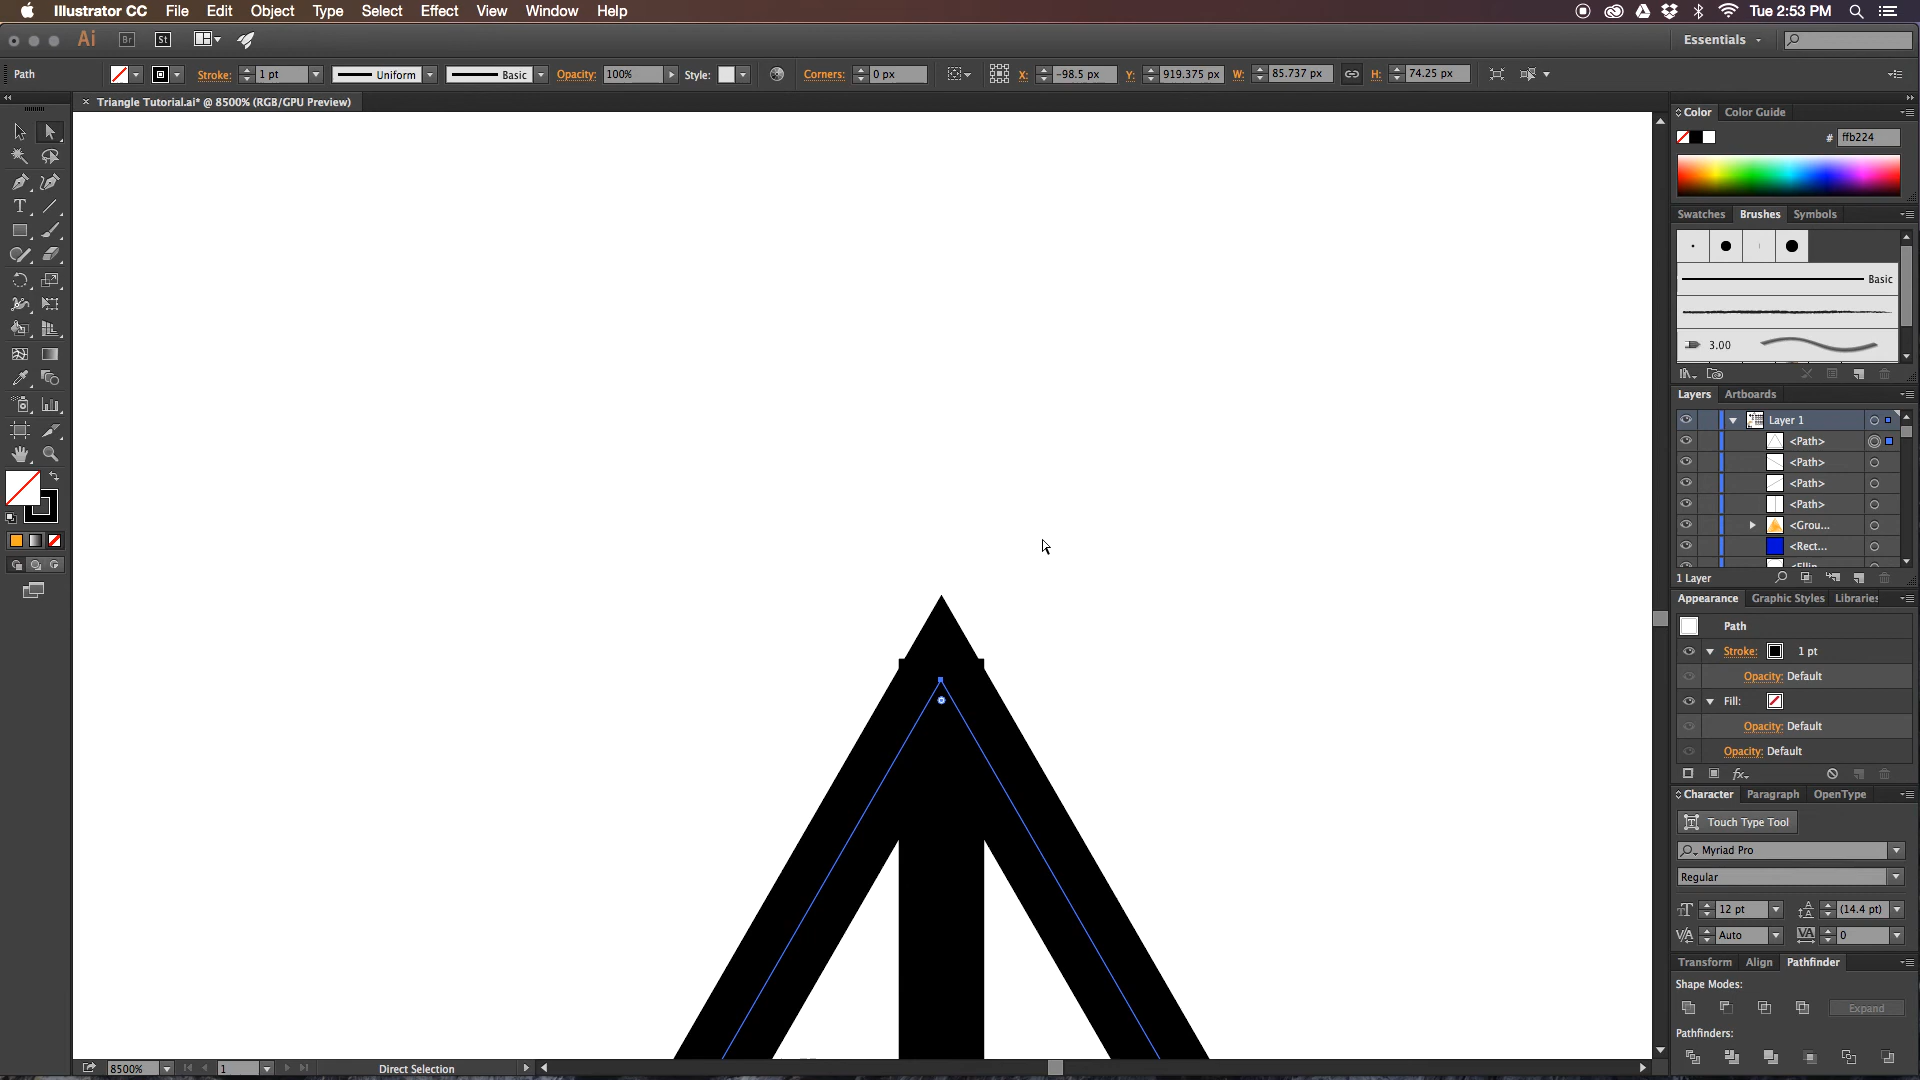 Illustrator CC File Edit Object Type Select Effect View Window Help Tue 2:53 PM
Ai Br St Essentials
Path Stroke: 1 pt Uniform Basic Opacity: 100% Style: Corners: 0 px X: -98.5 px Y: 919.375 px W: 85.737 px H: 74.25 px
× Triangle Tutorial.ai* @ 8500% (RGB/GPU Preview)
Color Color Guide
# ffb224
Swatches Brushes Symbols
Basic
3.00
Layers Artboards
Layer 1
<Path>
<Path>
<Path>
<Path>
<Grou...
<Rect...
<Ellip...
1 Layer
Appearance Graphic Styles Libraries
Path
Stroke: 1 pt
Opacity: Default
Fill:
Opacity: Default
Opacity: Default
fx
Character Paragraph OpenType
Touch Type Tool
Myriad Pro
Regular
12 pt (14.4 pt)
Auto 0
Transform Align Pathfinder
Shape Modes:
Expand
Pathfinders:
8500% 1 Direct Selection